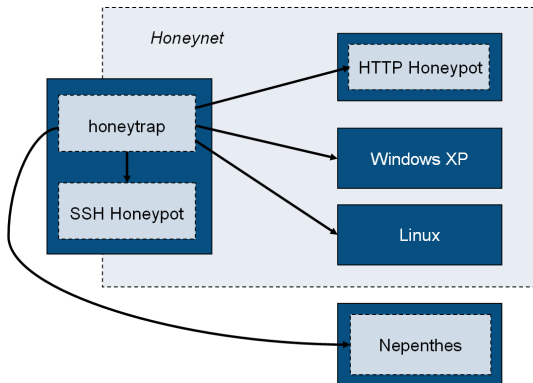 Honeynet
HTTP Honeypot
honeytrap
Windows XP
SSH Honeypot
Linux
Nepenthes